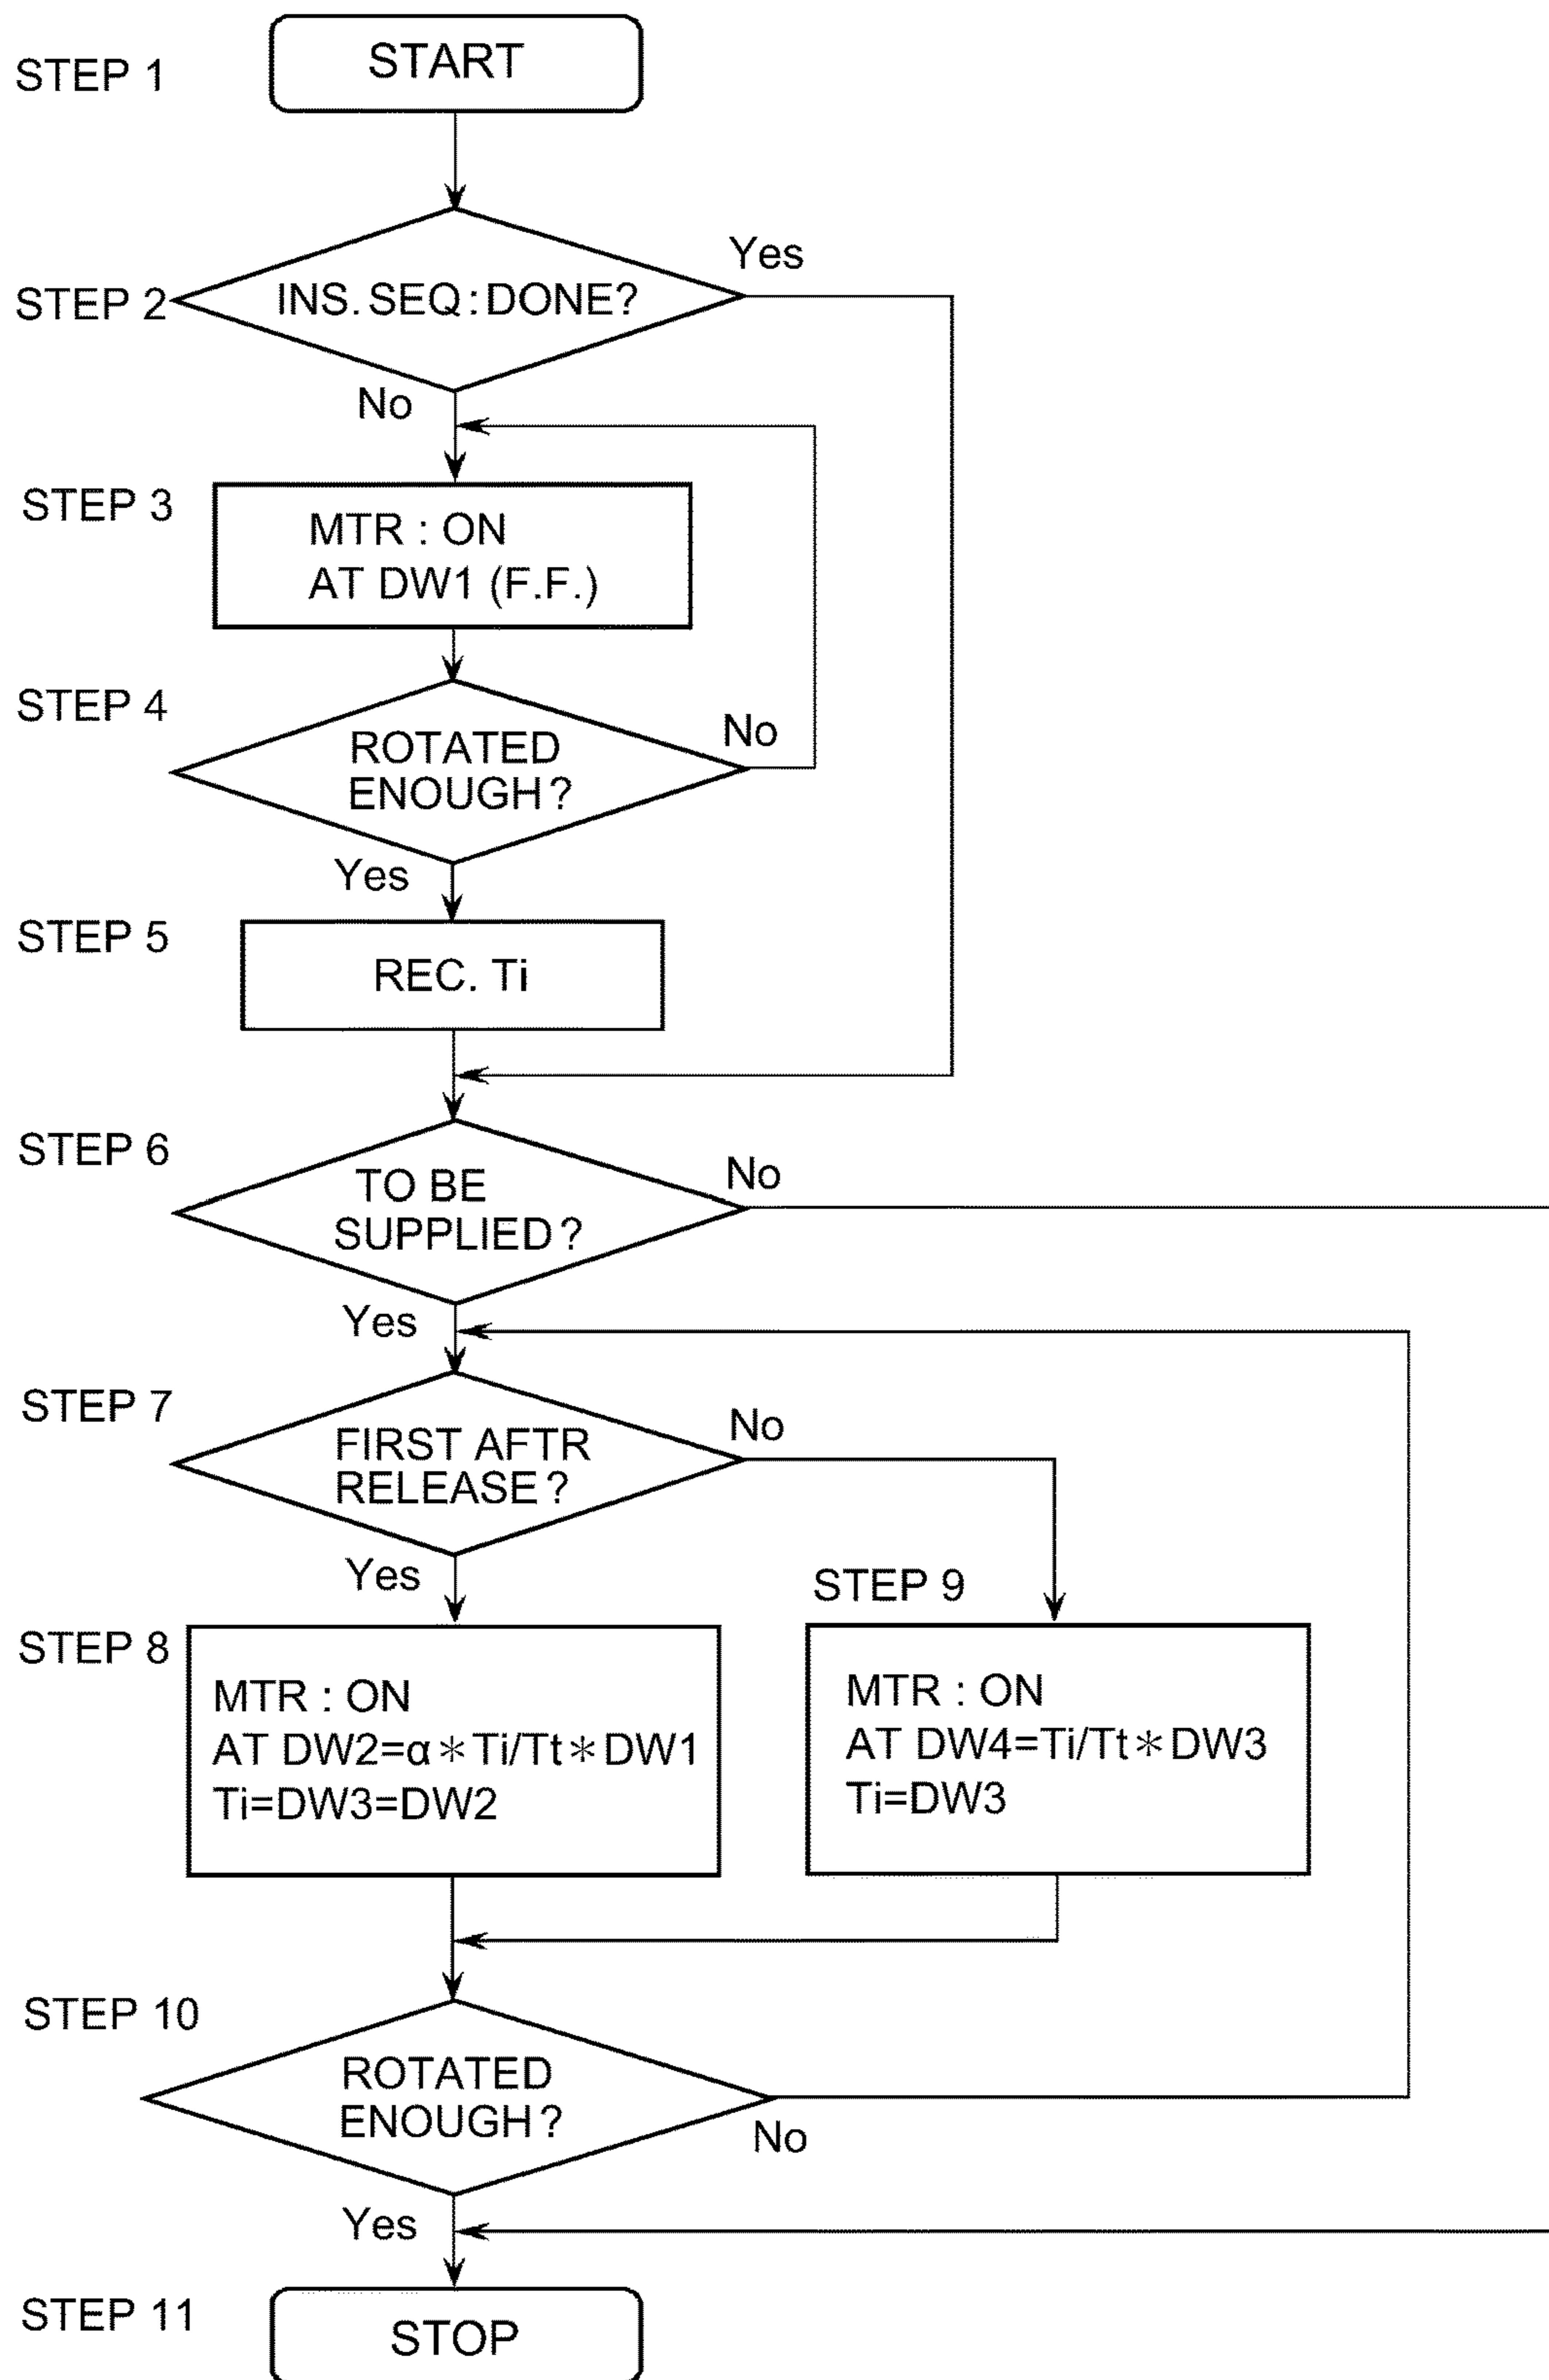 STEP 1
START
STEP 2
INS. SEQ : DONE?
Yes
No
STEP 3
MTR : ON
AT DW1 (F.F.)
STEP 4
ROTATED
ENOUGH?
No
Yes
STEP 5
REC. Ti
STEP 6
TO BE
SUPPLIED?
No
Yes
STEP 7
FIRST AFTR
RELEASE?
No
Yes
STEP 8
MTR : ON
AT DW2=α＊Ti/Tt＊DW1
Ti=DW3=DW2
STEP 9
MTR : ON
AT DW4=Ti/Tt＊DW3
Ti=DW3
STEP 10
ROTATED
ENOUGH?
No
Yes
STEP 11
STOP